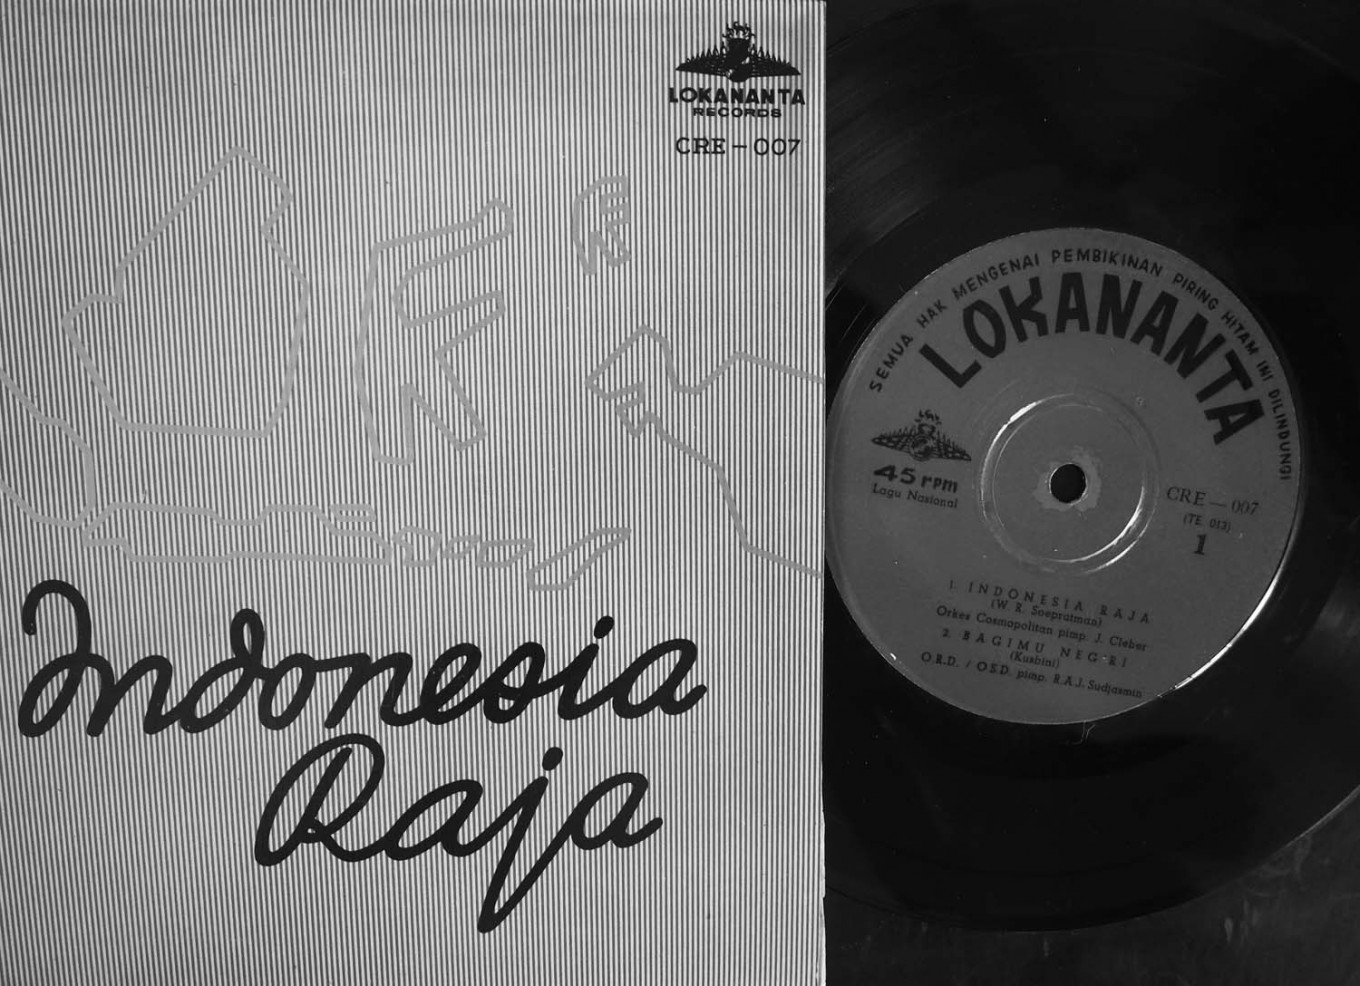 LOKANANTA
RECORDS
CRE – 007
Indonesia
Raja
SEMUA HAK MENGENAI PEMBIKINAN PIRING HITAM INI DILINDUNGI
LOKANANTA
45 rpm
Lagu Nasional
CRE — 007
(TE. 013)
1
1. INDONESIA RAJA
(W. R. Soepratman)
Orkes Cosmopolitan pimp. J. Cleber
2. BAGIMU NEGRI
(Kusbini)
O.R.D. / O.S.D. pimp. R.A.J. Sudjasmin